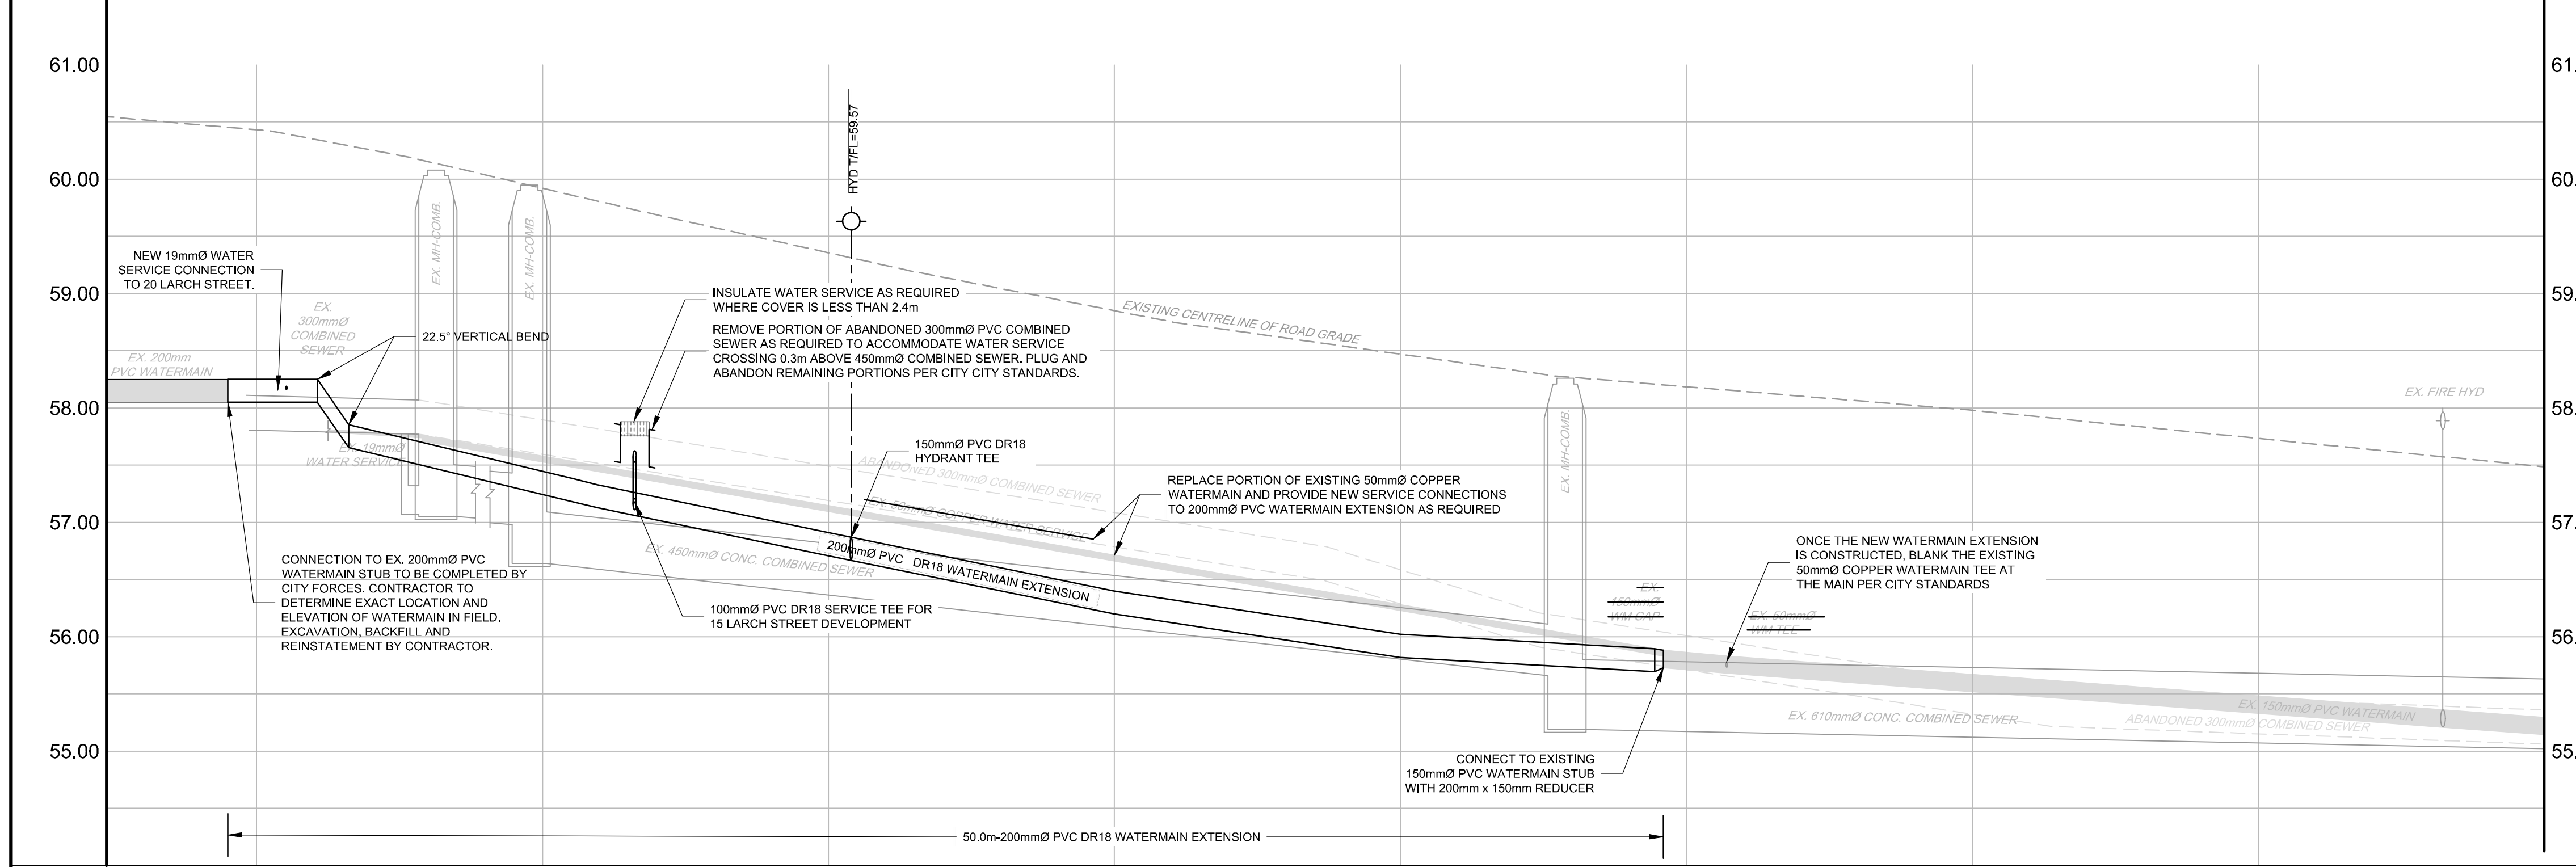 61.00
60.00
59.00
58.00
57.00
56.00
55.00
61.
60.
59.
58.
57.
56.
55.
HYD T/FL=59.57
EX. MH-COMB.
EX. MH-COMB.
NEW 19mmØ WATER
SERVICE CONNECTION
TO 20 LARCH STREET.
EX.
300mmØ
COMBINED
SEWER
22.5° VERTICAL BEND
EX. 200mm
PVC WATERMAIN
INSULATE WATER SERVICE AS REQUIRED
WHERE COVER IS LESS THAN 2.4m
REMOVE PORTION OF ABANDONED 300mmØ PVC COMBINED
SEWER AS REQUIRED TO ACCOMMODATE WATER SERVICE
CROSSING 0.3m ABOVE 450mmØ COMBINED SEWER. PLUG AND
ABANDON REMAINING PORTIONS PER CITY CITY STANDARDS.
EXISTING CENTRELINE OF ROAD GRADE
EX. MH-COMB.
EX. FIRE HYD
EX. 19mmØ
WATER SERVICE
150mmØ PVC DR18
HYDRANT TEE
ABANDONED 300mmØ COMBINED SEWER
EX. 50mmØ COPPER WATER SERVICE
REPLACE PORTION OF EXISTING 50mmØ COPPER
WATERMAIN AND PROVIDE NEW SERVICE CONNECTIONS
TO 200mmØ PVC WATERMAIN EXTENSION AS REQUIRED
EX. 450mmØ CONC. COMBINED SEWER
200mmØ PVC DR18 WATERMAIN EXTENSION
CONNECTION TO EX. 200mmØ PVC
WATERMAIN STUB TO BE COMPLETED BY
CITY FORCES. CONTRACTOR TO
DETERMINE EXACT LOCATION AND
ELEVATION OF WATERMAIN IN FIELD.
EXCAVATION, BACKFILL AND
REINSTATEMENT BY CONTRACTOR.
100mmØ PVC DR18 SERVICE TEE FOR
15 LARCH STREET DEVELOPMENT
EX.
150mmØ
WM CAP
EX. 50mmØ
WM TEE
ONCE THE NEW WATERMAIN EXTENSION
IS CONSTRUCTED, BLANK THE EXISTING
50mmØ COPPER WATERMAIN TEE AT
THE MAIN PER CITY STANDARDS
EX. 610mmØ CONC. COMBINED SEWER
EX. 150mmØ PVC WATERMAIN
ABANDONED 300mmØ COMBINED SEWER
CONNECT TO EXISTING
150mmØ PVC WATERMAIN STUB
WITH 200mm x 150mm REDUCER
50.0m-200mmØ PVC DR18 WATERMAIN EXTENSION